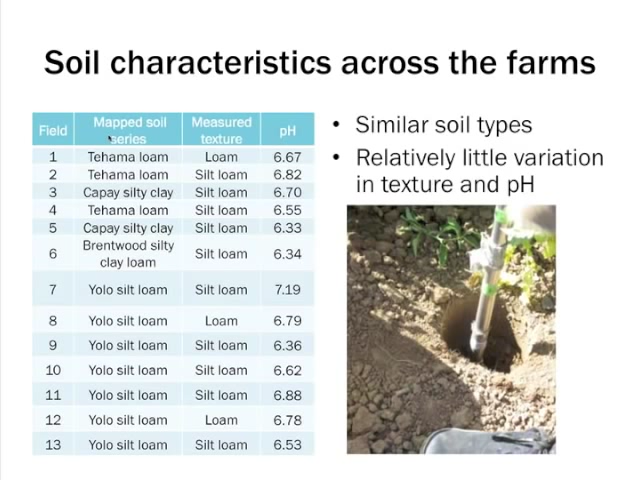 Soil characteristics across the farms
Field Mapped soil series Measured texture pH
1 Tehama loam Loam 6.67
2 Tehama loam Silt loam 6.82
3 Capay silty clay Silt loam 6.70
4 Tehama loam Silt loam 6.55
5 Capay silty clay Silt loam 6.33
6 Brentwood silty clay loam Silt loam 6.34
7 Yolo silt loam Silt loam 7.19
8 Yolo silt loam Loam 6.79
9 Yolo silt loam Silt loam 6.36
10 Yolo silt loam Silt loam 6.62
11 Yolo silt loam Silt loam 6.88
12 Yolo silt loam Loam 6.78
13 Yolo silt loam Silt loam 6.53
• Similar soil types
• Relatively little variation
in texture and pH